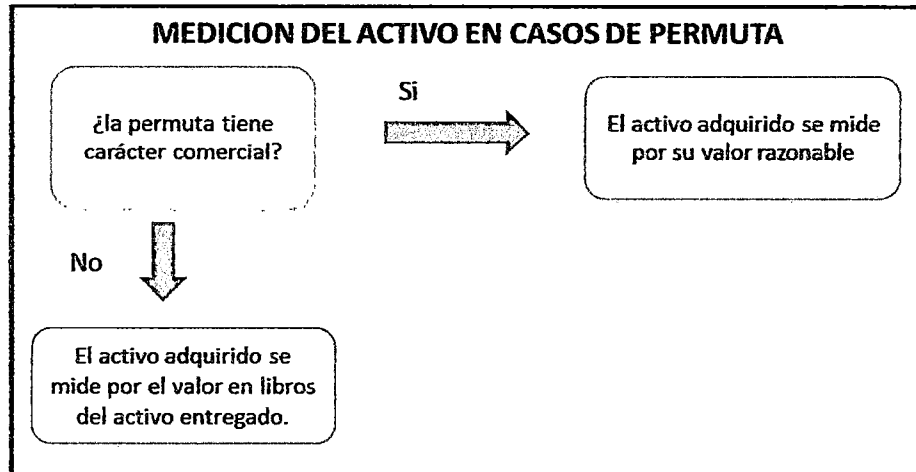 MEDICION DEL ACTIVO EN CASOS DE PERMUTA
¿la permuta tiene
carácter comercial?
Si
El activo adquirido se mide
por su valor razonable
No
El activo adquirido se
mide por el valor en libros
del activo entregado.